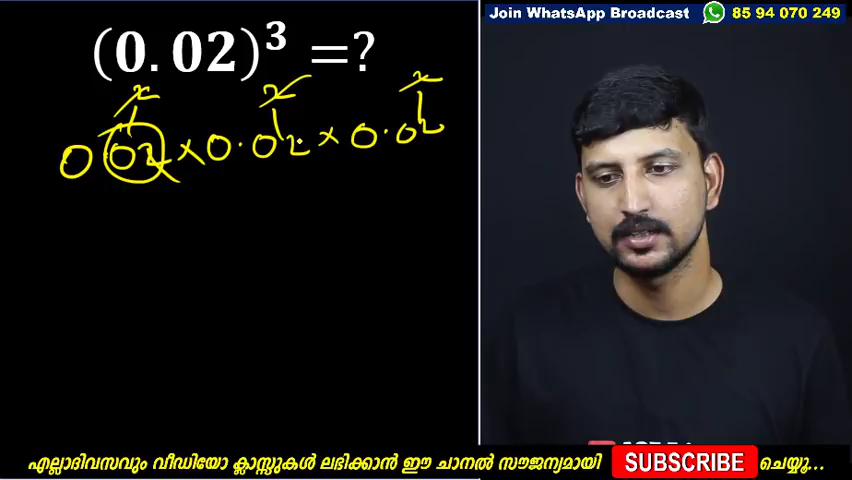 Join WhatsApp Broadcast 85 94 070 249
(0.02)³ =?
x x x
0 02 × 0.02 × 0.02
എല്ലാദിവസവും വീഡിയോ ക്ലാസ്സുകൾ ലഭിക്കാൻ ഈ ചാനൽ സൗജന്യമായി SUBSCRIBE ചെയ്യൂ...